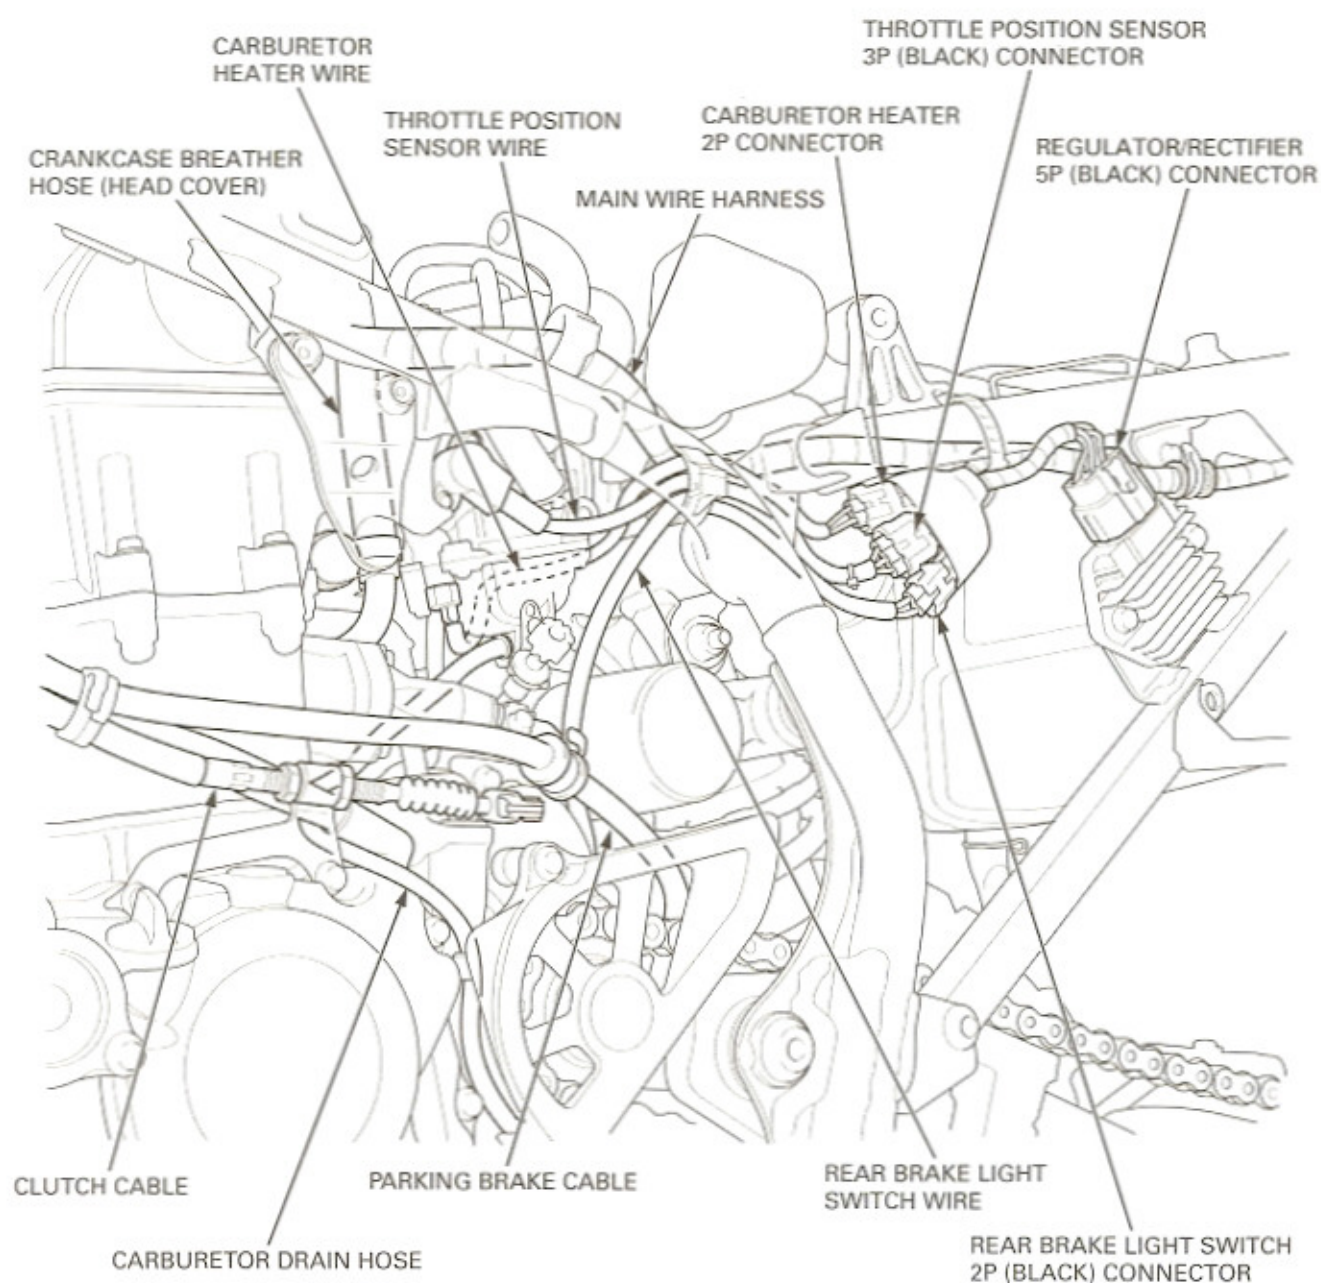 THROTTLE POSITION SENSOR
3P (BLACK) CONNECTOR
CARBURETOR
HEATER WIRE
THROTTLE POSITION
SENSOR WIRE
CARBURETOR HEATER
2P CONNECTOR
REGULATOR/RECTIFIER
5P (BLACK) CONNECTOR
CRANKCASE BREATHER
HOSE (HEAD COVER)
MAIN WIRE HARNESS
CLUTCH CABLE
PARKING BRAKE CABLE
REAR BRAKE LIGHT
SWITCH WIRE
CARBURETOR DRAIN HOSE
REAR BRAKE LIGHT SWITCH
2P (BLACK) CONNECTOR